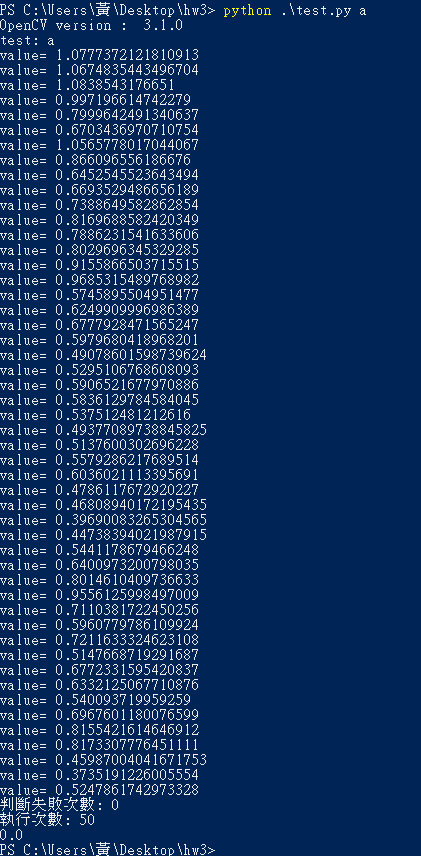 PS C:\Users\黃\Desktop\hw3> python .\test.py a
OpenCV version :  3.1.0
test: a
value= 1.0777372121810913
value= 1.0674835443496704
value= 1.0838543176651
value= 0.997196614742279
value= 0.7999642491340637
value= 0.6703436970710754
value= 1.0565778017044067
value= 0.866096556186676
value= 0.6452545523643494
value= 0.6693529486656189
value= 0.7388649582862854
value= 0.8169688582420349
value= 0.7886231541633606
value= 0.8029696345329285
value= 0.9155866503715515
value= 0.9685315489768982
value= 0.5745895504951477
value= 0.6249909996986389
value= 0.6777928471565247
value= 0.5979680418968201
value= 0.49078601598739624
value= 0.5295106768608093
value= 0.5906521677970886
value= 0.5836129784584045
value= 0.537512481212616
value= 0.49377089738845825
value= 0.5137600302696228
value= 0.5579286217689514
value= 0.6036021113395691
value= 0.4786117672920227
value= 0.46808940172195435
value= 0.39690083265304565
value= 0.44738394021987915
value= 0.5441178679466248
value= 0.6400973200798035
value= 0.8014610409736633
value= 0.9556125998497009
value= 0.7110381722450256
value= 0.5960779786109924
value= 0.7211633324623108
value= 0.5147668719291687
value= 0.6772331595420837
value= 0.6332125067710876
value= 0.540093719959259
value= 0.6967601180076599
value= 0.8155421614646912
value= 0.8173307776451111
value= 0.45987004041671753
value= 0.3735191226005554
value= 0.5247861742973328
判斷失敗次數: 0
執行次數: 50
0.0
PS C:\Users\黃\Desktop\hw3>